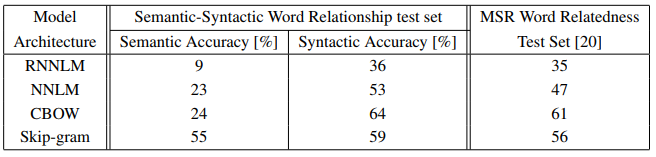 Model Semantic-Syntactic Word Relationship test set MSR Word Relatedness
Architecture Semantic Accuracy [%] Syntactic Accuracy [%] Test Set [20]
RNNLM 9 36 35
NNLM 23 53 47
CBOW 24 64 61
Skip-gram 55 59 56